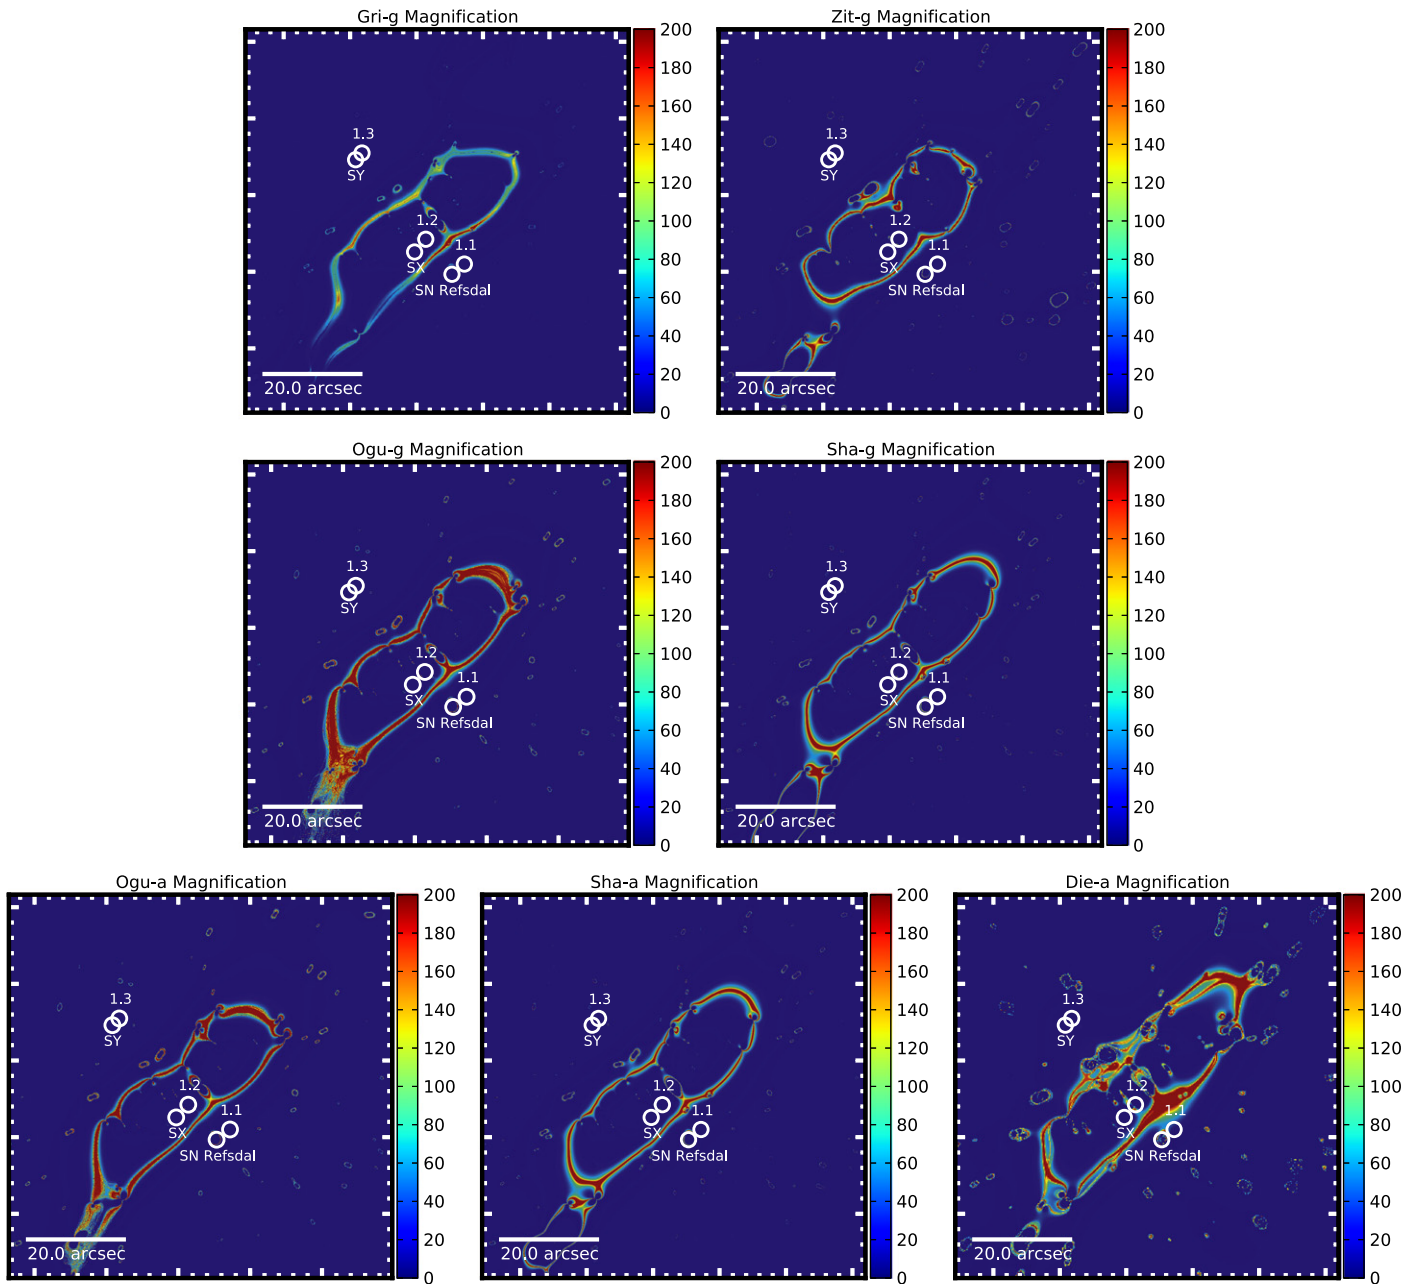 Gri-g Magnification
1.3
SY
1.2
SX
1.1
SN Refsdal
20.0 arcsec
200
180
160
140
120
100
80
60
40
20
0
Zit-g Magnification
1.3
SY
1.2
SX
1.1
SN Refsdal
20.0 arcsec
200
180
160
140
120
100
80
60
40
20
0
Ogu-g Magnification
1.3
SY
1.2
SX
1.1
SN Refsdal
20.0 arcsec
200
180
160
140
120
100
80
60
40
20
0
Sha-g Magnification
1.3
SY
1.2
SX
1.1
SN Refsdal
20.0 arcsec
200
180
160
140
120
100
80
60
40
20
0
Ogu-a Magnification
1.3
SY
1.2
SX
1.1
SN Refsdal
20.0 arcsec
200
180
160
140
120
100
80
60
40
20
0
Sha-a Magnification
1.3
SY
1.2
SX
1.1
SN Refsdal
20.0 arcsec
200
180
160
140
120
100
80
60
40
20
0
Die-a Magnification
1.3
SY
1.2
SX
1.1
SN Refsdal
20.0 arcsec
200
180
160
140
120
100
80
60
40
20
0